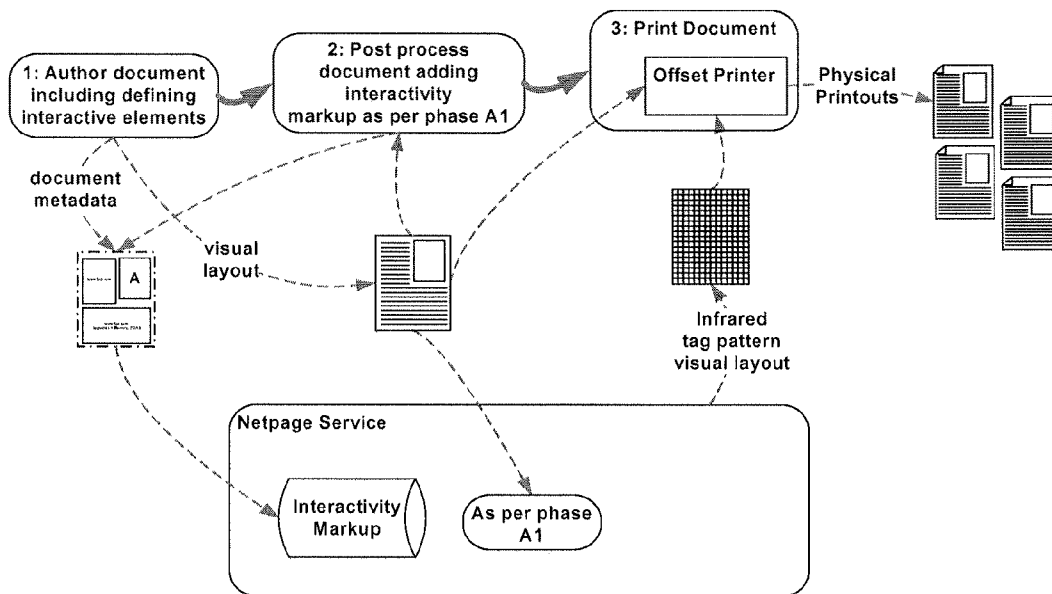 1: Author document
including defining
interactive elements
2: Post process
document adding
interactivity
markup as per phase A1
3: Print Document
Offset Printer
Physical
Printouts
document
metadata
visual
layout
A
Infrared
tag pattern
visual layout
Netpage Service
Interactivity
Markup
As per phase
A1